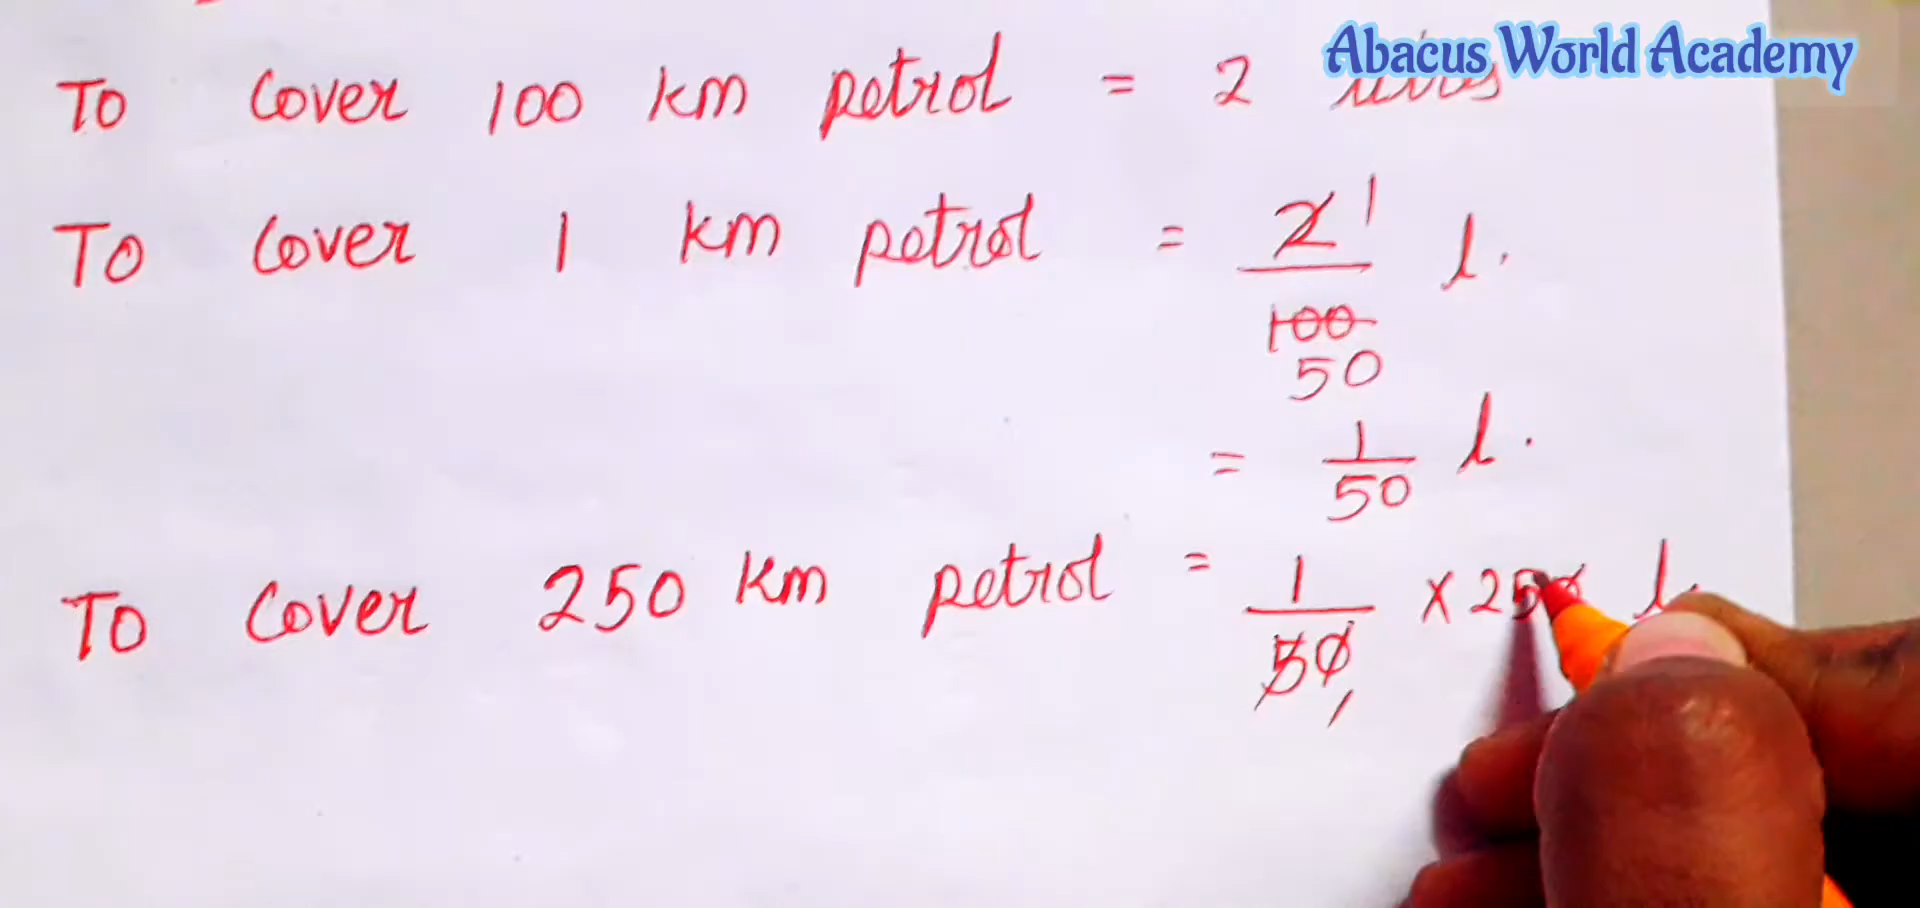 Abacus World Academy
To cover 100 km petrol = 2
To cover 1 km petrol = 2 1 l.
100
50
= 1/50 l.
To cover 250 km petrol = 1/50 x 250 l.
1